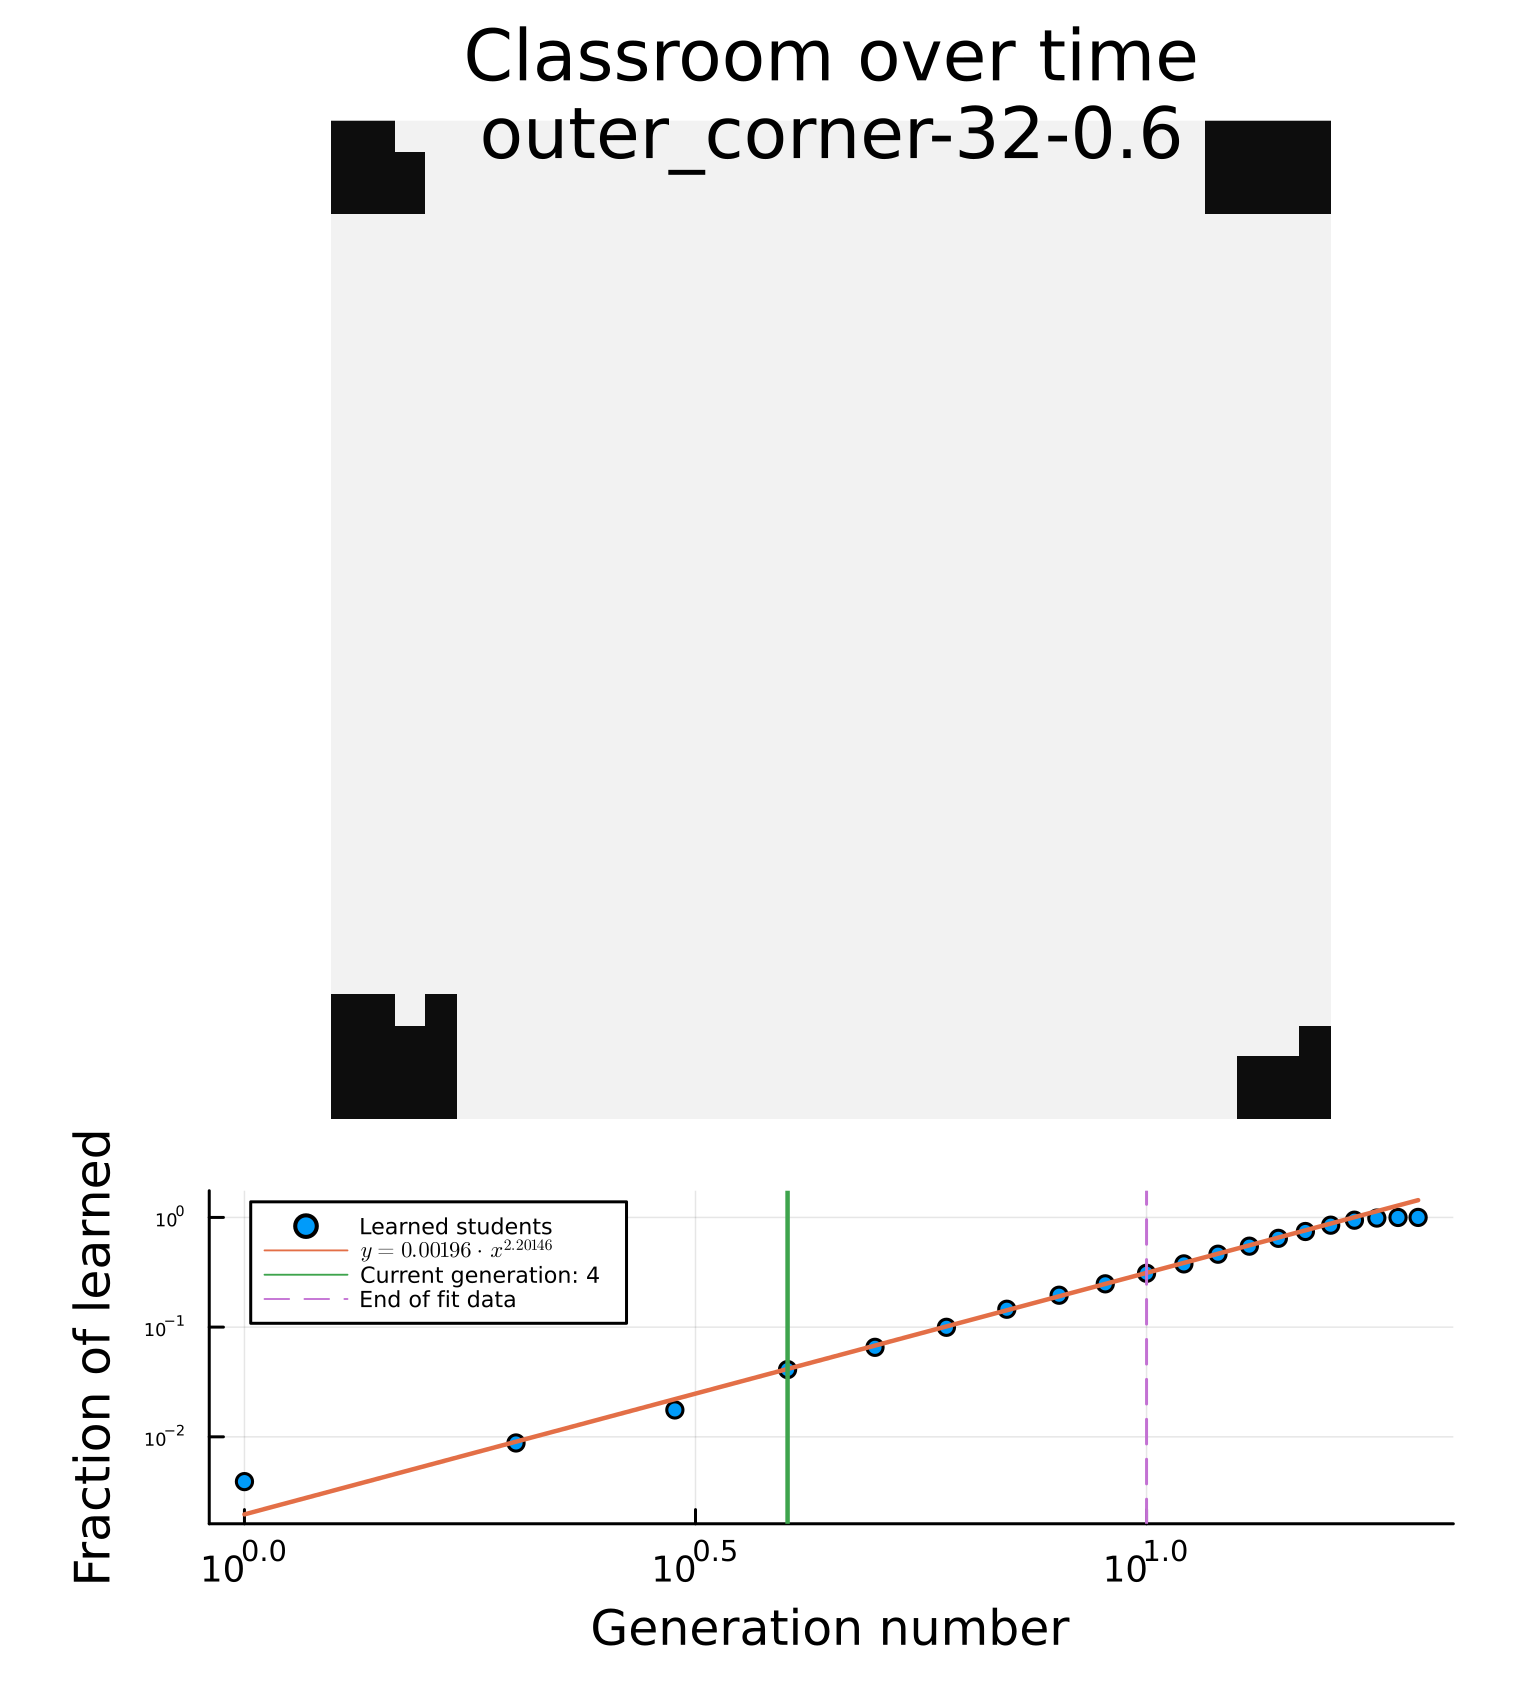 Classroom over time
outer_corner-32-0.6
Fraction of learned
10^0
10^-1
10^-2
Learned students
y = 0.00196 · x^2.20146
Current generation: 4
End of fit data
10^0.0
10^0.5
10^1.0
Generation number